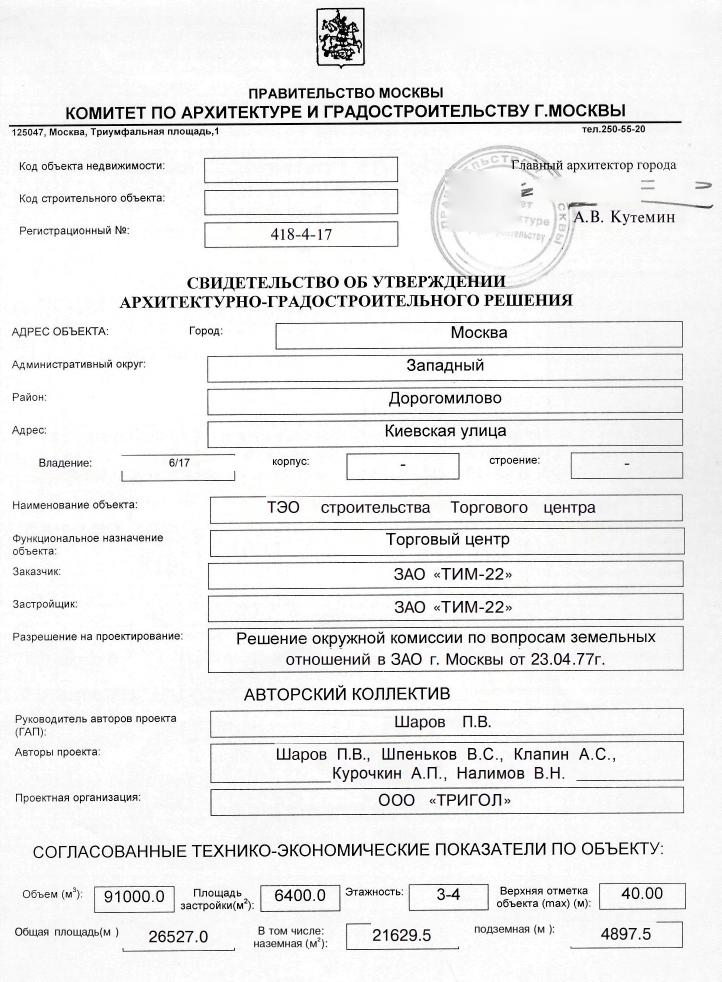 ПРАВИТЕЛЬСТВО МОСКВЫ
КОМИТЕТ ПО АРХИТЕКТУРЕ И ГРАДОСТРОИТЕЛЬСТВУ Г.МОСКВЫ
125047, Москва, Триумфальная площадь,1 тел.250-55-20
Код объекта недвижимости: Главный архитектор города
Код строительного объекта:
А.В. Кутемин
Регистрационный №: 418-4-17
СВИДЕТЕЛЬСТВО ОБ УТВЕРЖДЕНИИ
АРХИТЕКТУРНО-ГРАДОСТРОИТЕЛЬНОГО РЕШЕНИЯ
АДРЕС ОБЪЕКТА: Город: Москва
Административный округ: Западный
Район: Дорогомилово
Адрес: Киевская улица
Владение: 6/17 корпус: - строение: -
Наименование объекта: ТЭО строительства Торгового центра
Функциональное назначение
объекта: Торговый центр
Заказчик: ЗАО «ТИМ-22»
Застройщик: ЗАО «ТИМ-22»
Разрешение на проектирование: Решение окружной комиссии по вопросам земельных
отношений в ЗАО г. Москвы от 23.04.77г.
АВТОРСКИЙ КОЛЛЕКТИВ
Руководитель авторов проекта
(ГАП): Шаров П.В.
Авторы проекта: Шаров П.В., Шпеньков В.С., Клапин А.С.,
Курочкин А.П., Налимов В.Н.
Проектная организация: ООО «ТРИГОЛ»
СОГЛАСОВАННЫЕ ТЕХНИКО-ЭКОНОМИЧЕСКИЕ ПОКАЗАТЕЛИ ПО ОБЪЕКТУ:
Объем (м³): 91000.0 Площадь застройки(м²): 6400.0 Этажность: 3-4 Верхняя отметка объекта (max) (м): 40.00
Общая площадь(м ) 26527.0 В том числе: наземная (м²): 21629.5 подземная (м ): 4897.5